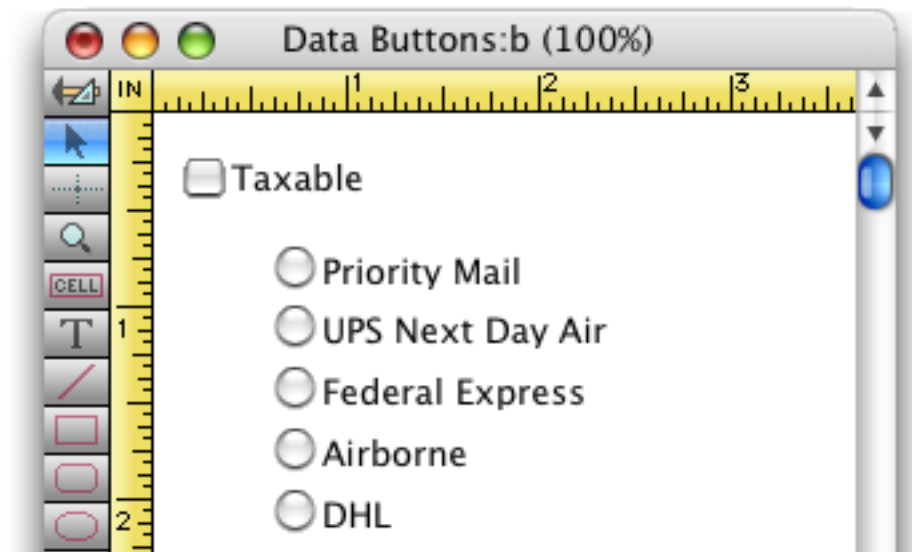 Data Buttons:b (100%)
IN 1 2 3
Taxable
Priority Mail
CELL
1 UPS Next Day Air
T
Federal Express
Airborne
2 DHL